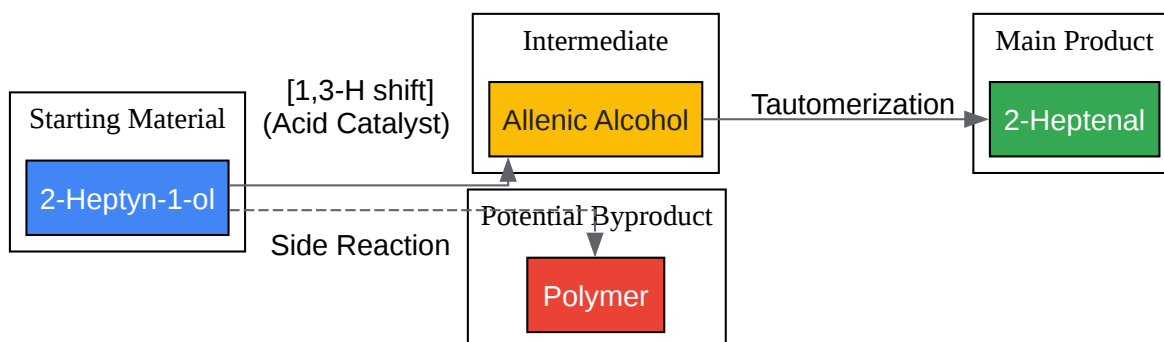 Starting Material
2-Heptyn-1-ol
[1,3-H shift]
(Acid Catalyst)
Side Reaction
Intermediate
Allenic Alcohol
Potential Byproduct
Polymer
Tautomerization
Main Product
2-Heptenal